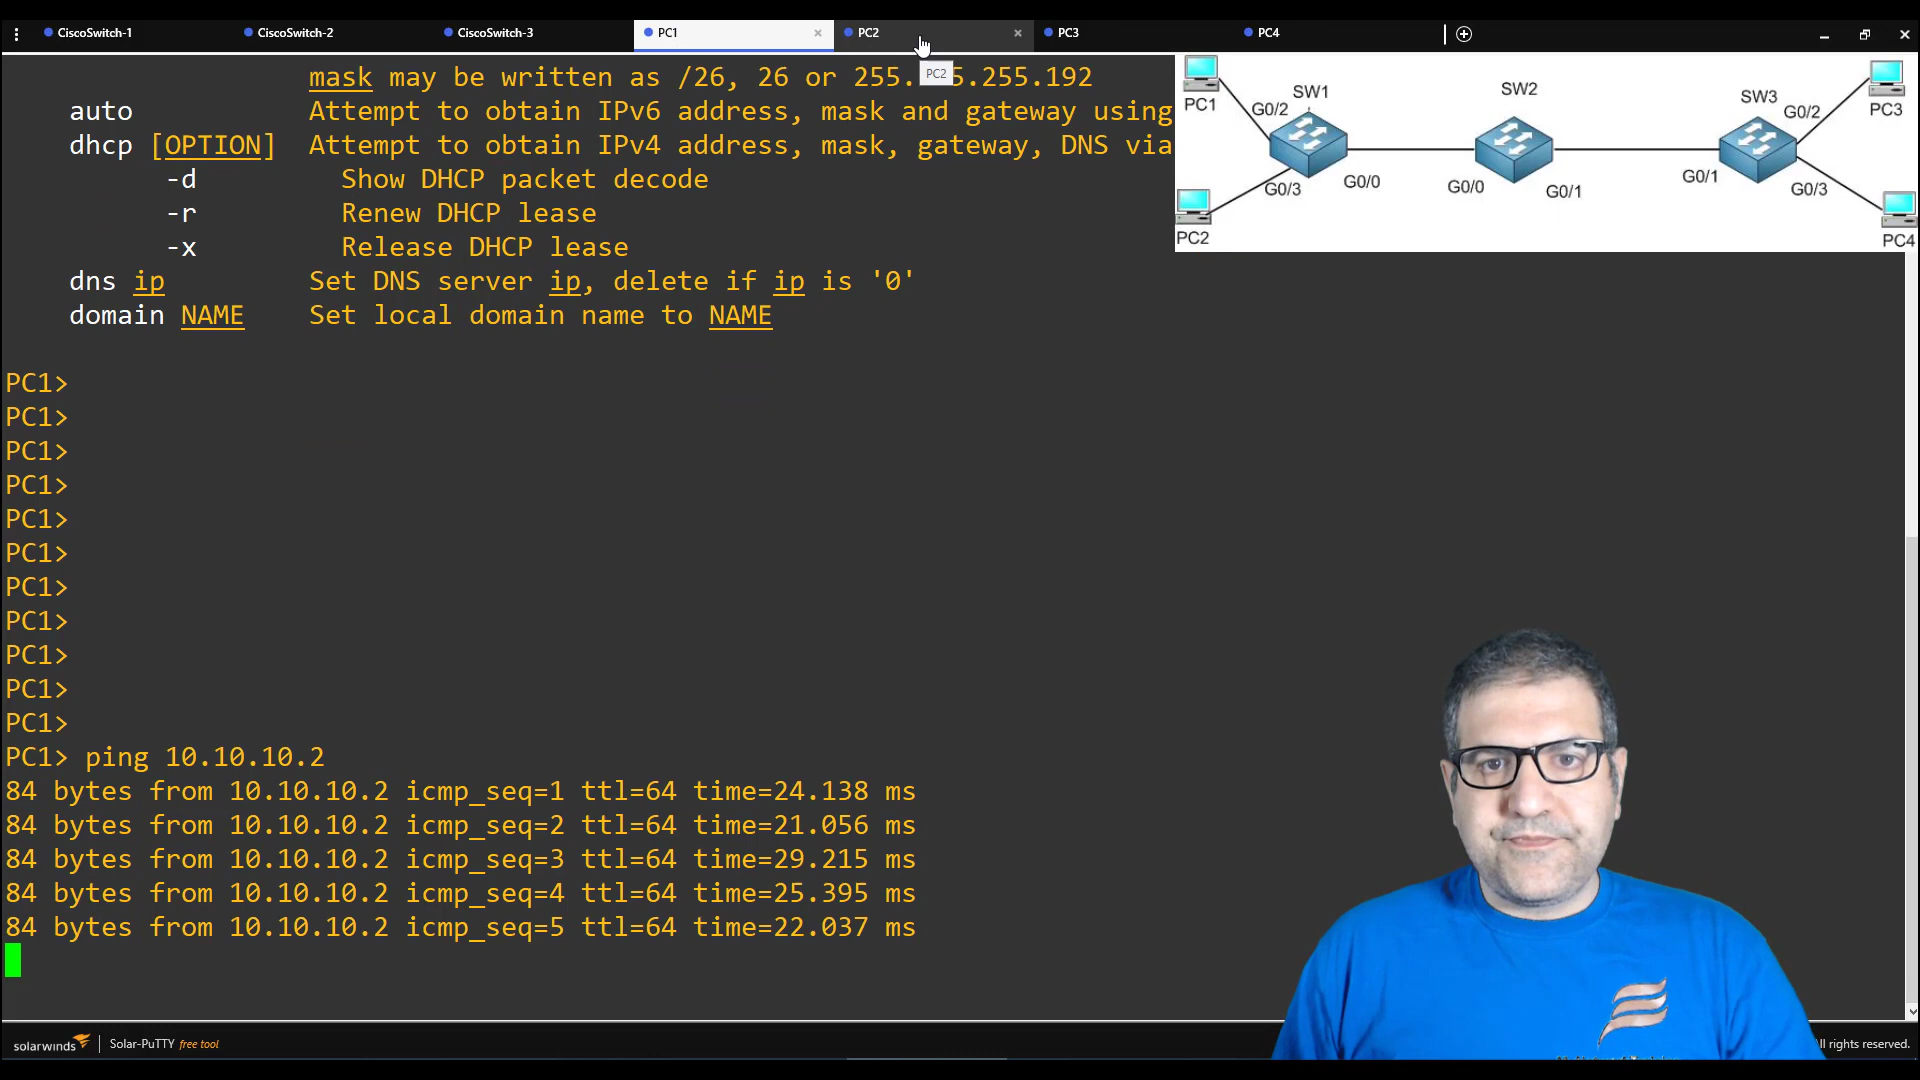 CiscoSwitch-1 CiscoSwitch-2 CiscoSwitch-3 PC1 PC2 PC3 PC4
PC2
mask may be written as /26, 26 or 255. 5.255.192
auto Attempt to obtain IPv6 address, mask and gateway using
dhcp [OPTION] Attempt to obtain IPv4 address, mask, gateway, DNS via
-d Show DHCP packet decode
-r Renew DHCP lease
-x Release DHCP lease
dns ip Set DNS server ip, delete if ip is '0'
domain NAME Set local domain name to NAME
PC1>
PC1>
PC1>
PC1>
PC1>
PC1>
PC1>
PC1>
PC1>
PC1>
PC1>
PC1> ping 10.10.10.2
84 bytes from 10.10.10.2 icmp_seq=1 ttl=64 time=24.138 ms
84 bytes from 10.10.10.2 icmp_seq=2 ttl=64 time=21.056 ms
84 bytes from 10.10.10.2 icmp_seq=3 ttl=64 time=29.215 ms
84 bytes from 10.10.10.2 icmp_seq=4 ttl=64 time=25.395 ms
84 bytes from 10.10.10.2 icmp_seq=5 ttl=64 time=22.037 ms
PC1 G0/2 SW1 SW2 SW3 G0/2 PC3
G0/3 G0/0 G0/0 G0/1 G0/1 G0/3
PC2 PC4
solarwinds Solar-PuTTY free tool
rights reserved.